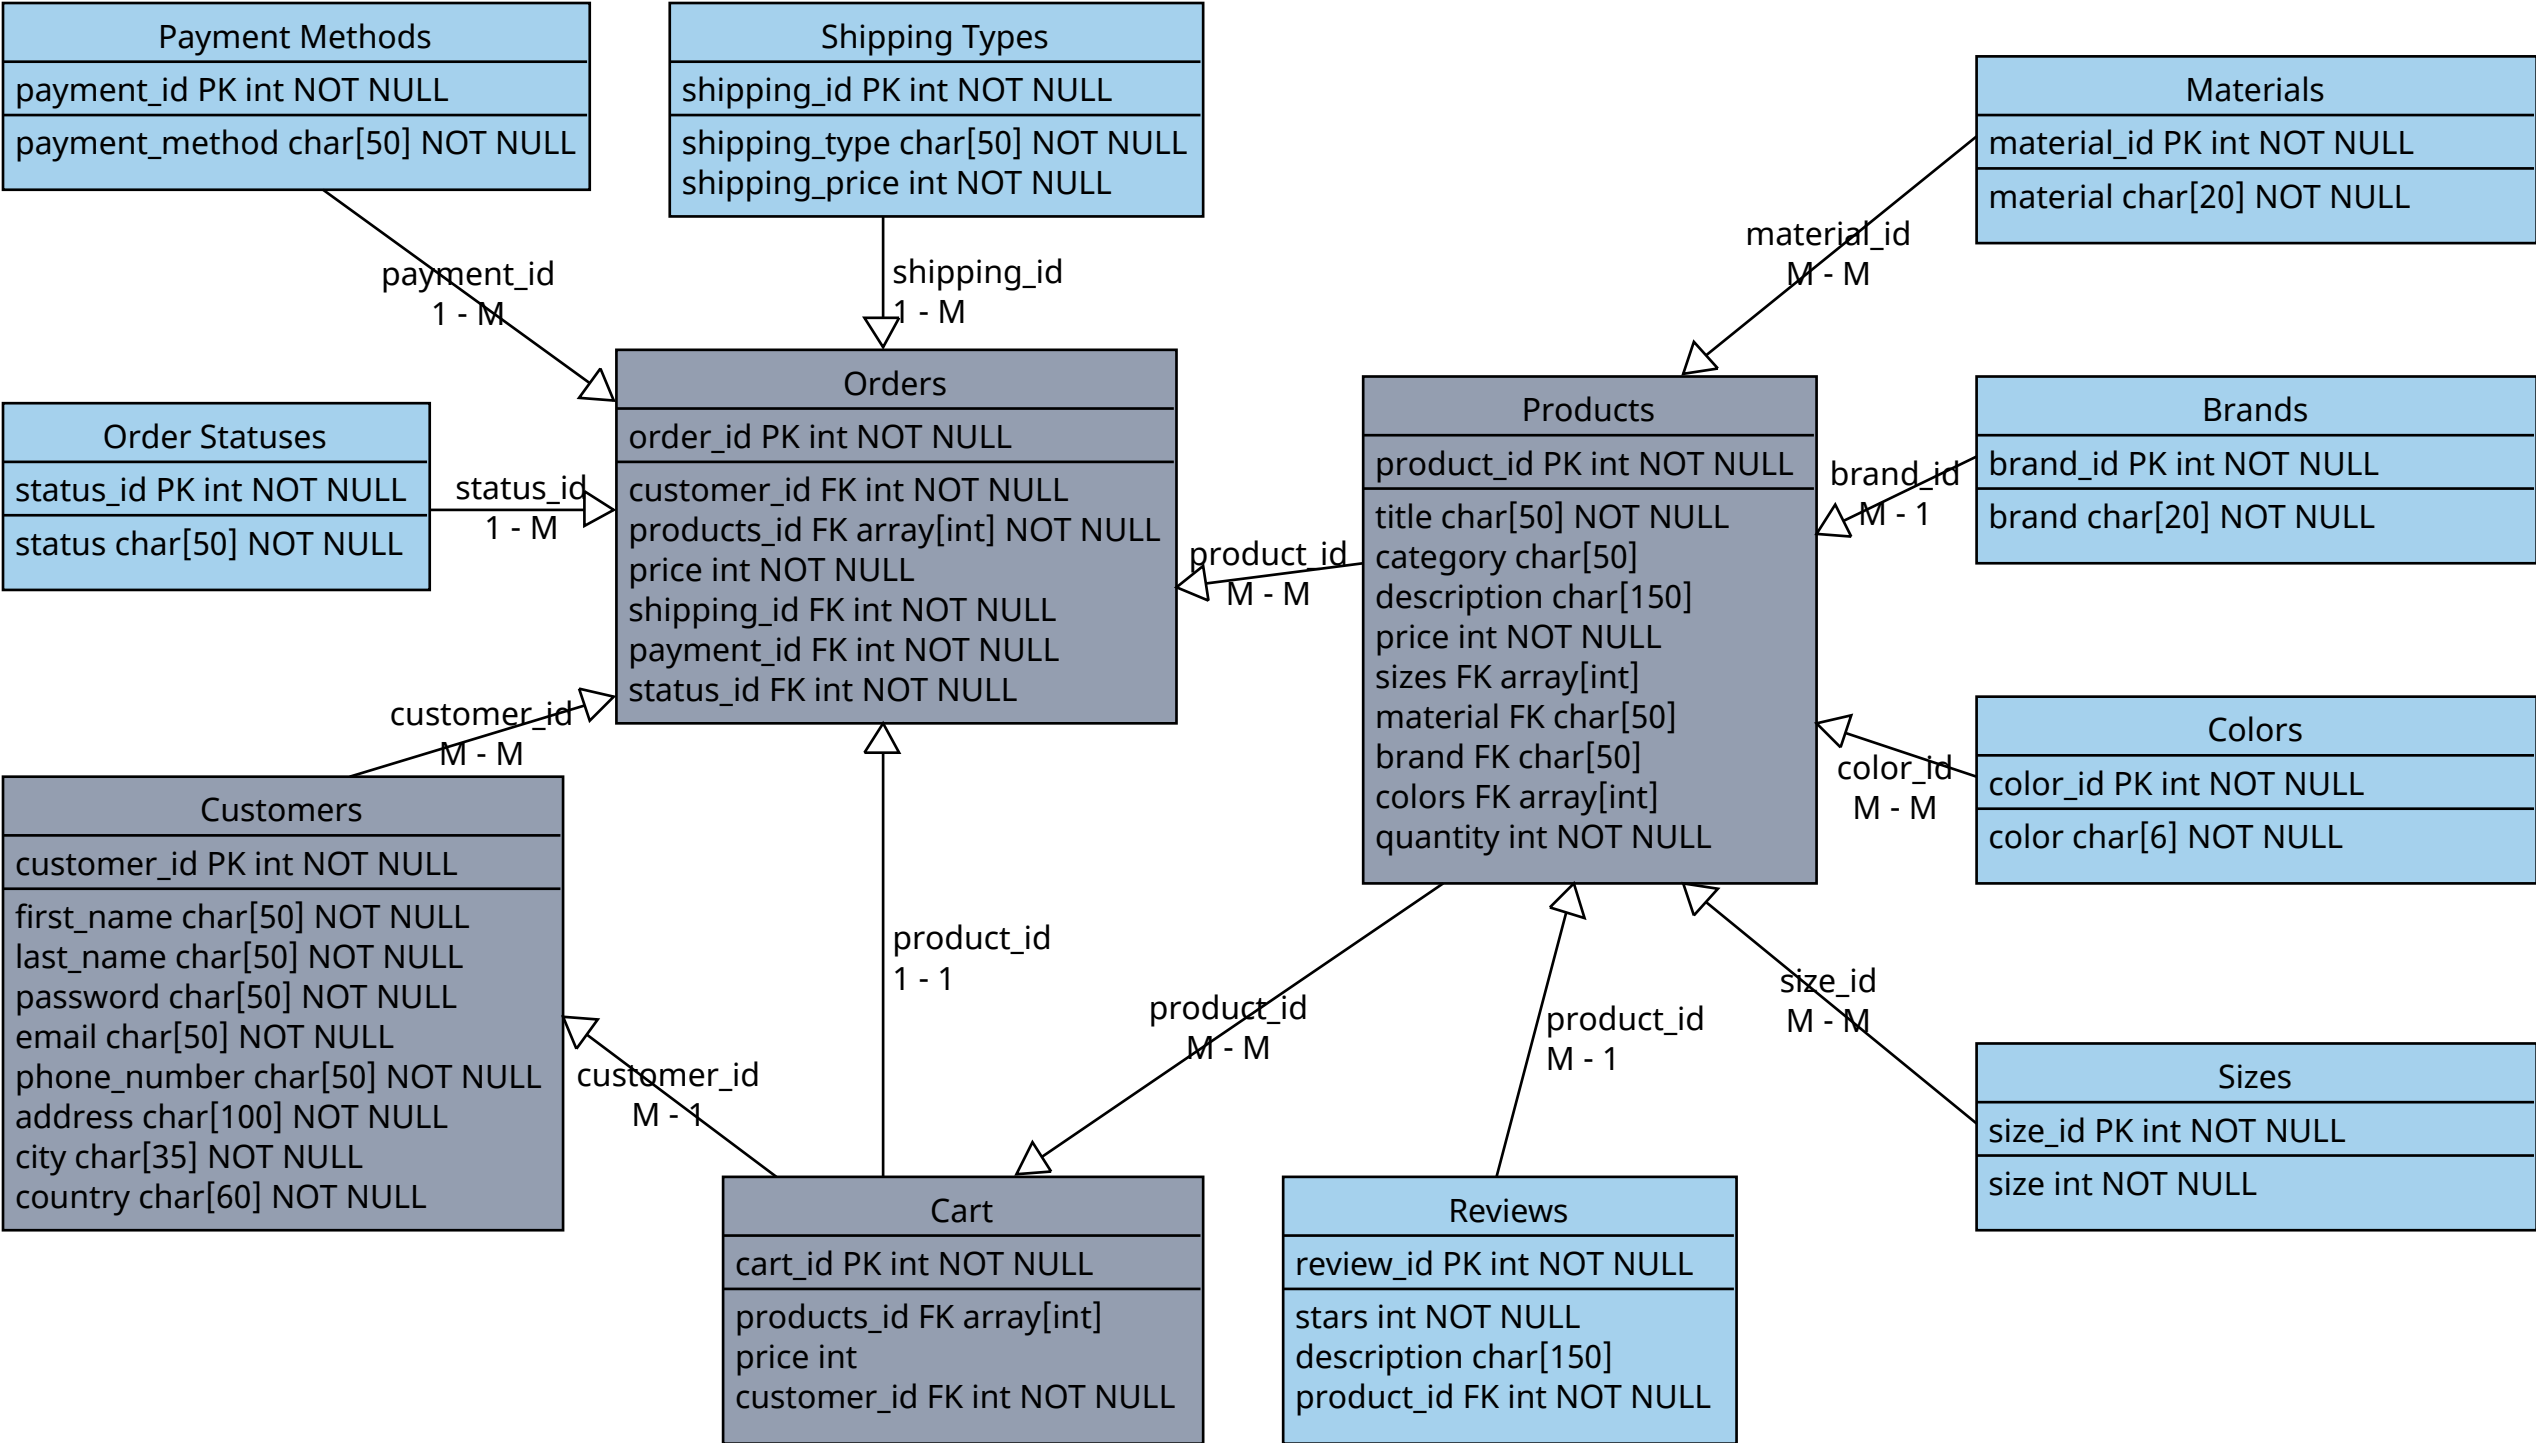 Payment Methods
payment_id PK int NOT NULL
payment_method char[50] NOT NULL
Shipping Types
shipping_id PK int NOT NULL
shipping_type char[50] NOT NULL
shipping_price int NOT NULL
Materials
material_id PK int NOT NULL
material char[20] NOT NULL
payment_id
1 - M
shipping_id
1 - M
material_id
M - M
Order Statuses
status_id PK int NOT NULL
status char[50] NOT NULL
status_id
1 - M
Orders
order_id PK int NOT NULL
customer_id FK int NOT NULL
products_id FK array[int] NOT NULL
price int NOT NULL
shipping_id FK int NOT NULL
payment_id FK int NOT NULL
status_id FK int NOT NULL
product_id
M - M
Products
product_id PK int NOT NULL
title char[50] NOT NULL
category char[50]
description char[150]
price int NOT NULL
sizes FK array[int]
material FK char[50]
brand FK char[50]
colors FK array[int]
quantity int NOT NULL
brand_id
M - 1
Brands
brand_id PK int NOT NULL
brand char[20] NOT NULL
color_id
M - M
Colors
color_id PK int NOT NULL
color char[6] NOT NULL
customer_id
M - M
Customers
customer_id PK int NOT NULL
first_name char[50] NOT NULL
last_name char[50] NOT NULL
password char[50] NOT NULL
email char[50] NOT NULL
phone_number char[50] NOT NULL
address char[100] NOT NULL
city char[35] NOT NULL
country char[60] NOT NULL
customer_id
M - 1
product_id
1 - 1
product_id
M - M
product_id
M - 1
size_id
M - M
Sizes
size_id PK int NOT NULL
size int NOT NULL
Cart
cart_id PK int NOT NULL
products_id FK array[int]
price int
customer_id FK int NOT NULL
Reviews
review_id PK int NOT NULL
stars int NOT NULL
description char[150]
product_id FK int NOT NULL